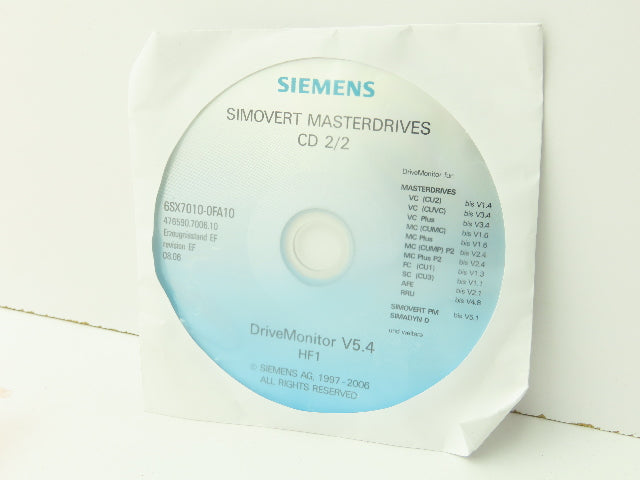 SIEMENS
SIMOVERT MASTERDRIVES
CD 2/2
6SX7010-0FA10
476590.7006.10
Erzeugnisstand EF
revision EF
08.06
DriveMonitor für
MASTERDRIVES
VC (CU2) bis V1.4
VC (CUVC) bis V3.4
VC Plus bis V3.4
MC (CUMC) bis V1.6
MC Plus bis V1.6
MC (CUMP) P2 bis V2.4
MC Plus P2 bis V2.4
FC (CU1) bis V1.3
SC (CU3) bis V1.1
AFE bis V2.1
RRU bis V4.8
SIMOVERT PM bis V5.1
SIMADYN D
und weitere
DriveMonitor V5.4
HF1
© SIEMENS AG, 1997-2006
ALL RIGHTS RESERVED